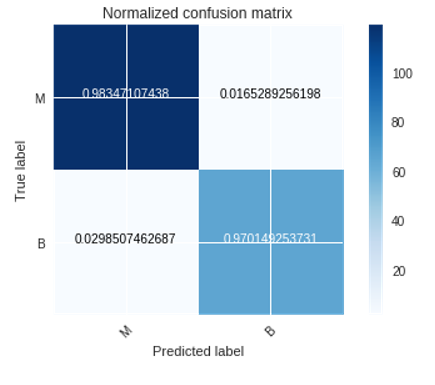 Normalized confusion matrix
True label
M
0.98347107438
0.0165289256198
B
0.0298507462687
0.970149253731
M
B
Predicted label
100
80
60
40
20